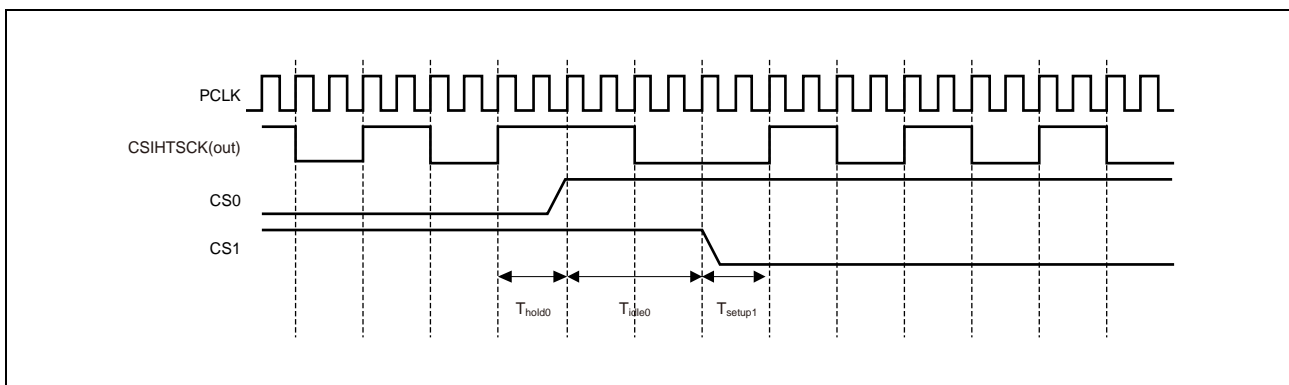 PCLK
CSIHTSCK(out)
CS0
CS1
Thold0
Tidle0
Tsetup1